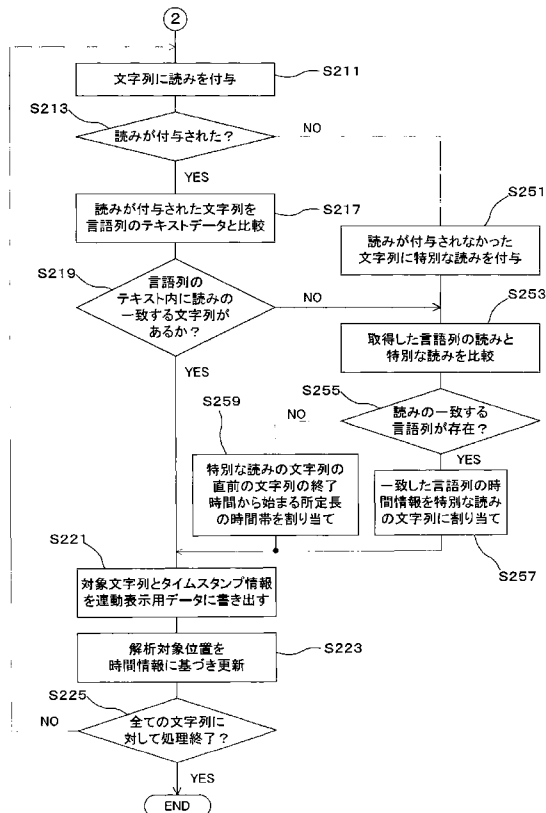 2
文字列に読みを付与
S211
S213
読みが付与された?
NO
YES
読みが付与された文字列を
言語列のテキストデータと比較
S217
S251
読みが付与されなかった
文字列に特別な読みを付与
S219
言語列の
テキスト内に読みの
一致する文字列が
あるか?
NO
YES
S253
取得した言語列の読みと
特別な読みを比較
S255
読みの一致する
言語列が存在?
NO
YES
S259
特別な読みの文字列の
直前の文字列の終了
時間から始まる所定長
の時間帯を割り当て
一致した言語列の時
間情報を特別な読み
の文字列に割り当て
S257
S221
対象文字列とタイムスタンプ情報
を連動表示用データに書き出す
解析対象位置を
時間情報に基づき更新
S223
S225
全ての文字列に
対して処理終了?
NO
YES
END